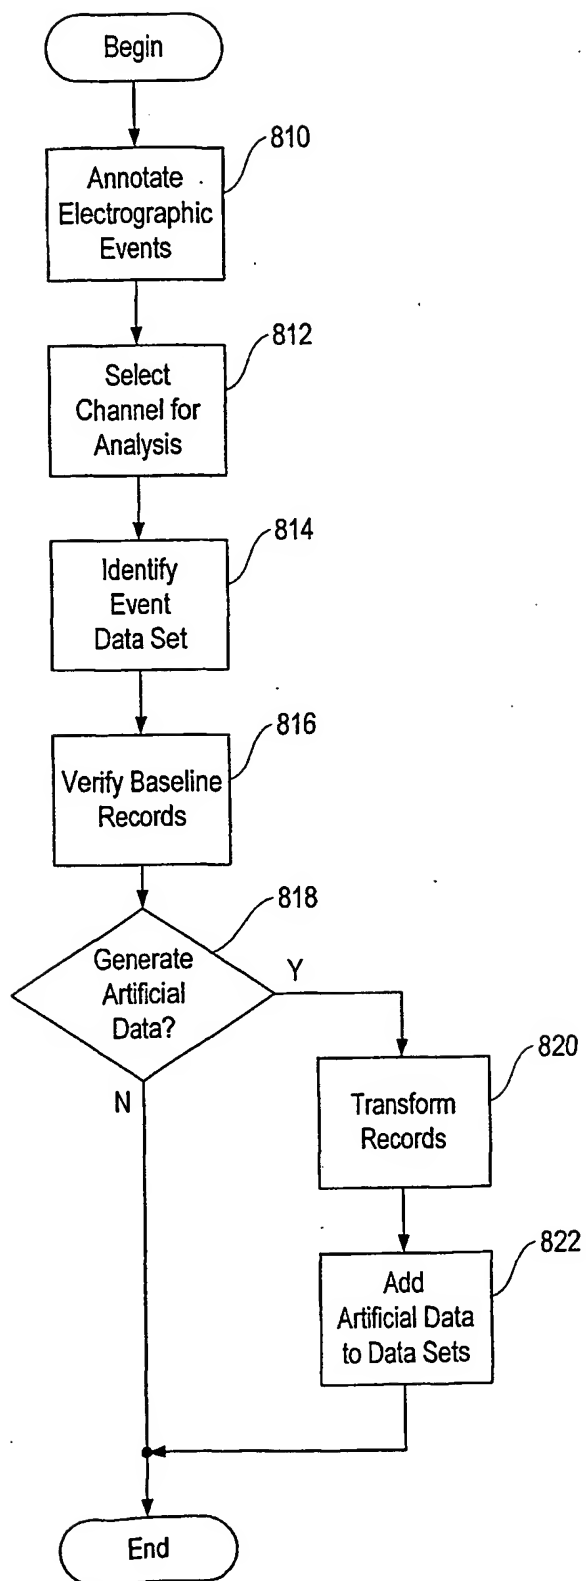 Begin
810
Annotate
Electrographic
Events
812
Select
Channel for
Analysis
814
Identify
Event
Data Set
816
Verify Baseline
Records
818
Generate
Artificial
Data?
Y
N
820
Transform
Records
822
Add
Artificial Data
to Data Sets
End